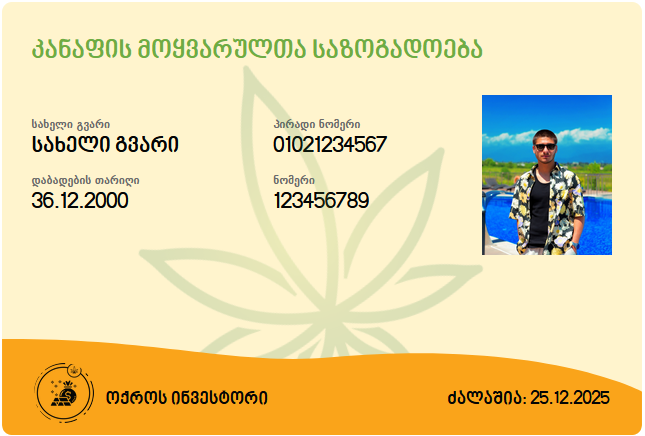 კანაფის მოყვარულთა საზოგადოება
სახელი გვარი
პირადი ნომერი
სახელი გვარი
01021234567
დაბადების თარიღი
ნომერი
36.12.2000
123456789
ოქროს ინვესტორი
ძალაშია: 25.12.2025